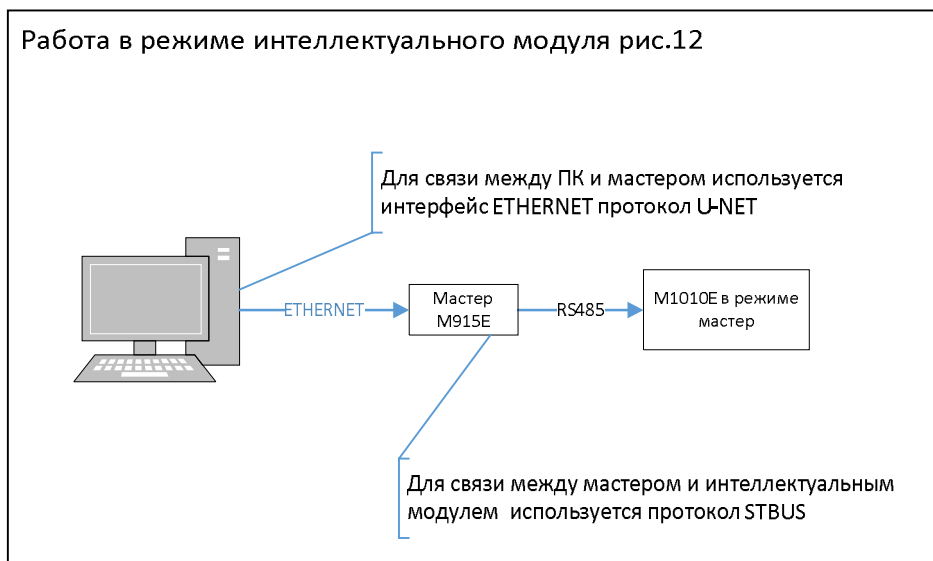 Работа в режиме интеллектуального модуля рис.12
Для связи между ПК и мастером используется
интерфейс ETHERNET протокол U-NET
ETHERNET
Мастер
M915E
RS485
M1010E в режиме
мастер
Для связи между мастером и интеллектуальным
модулем используется протокол STBUS